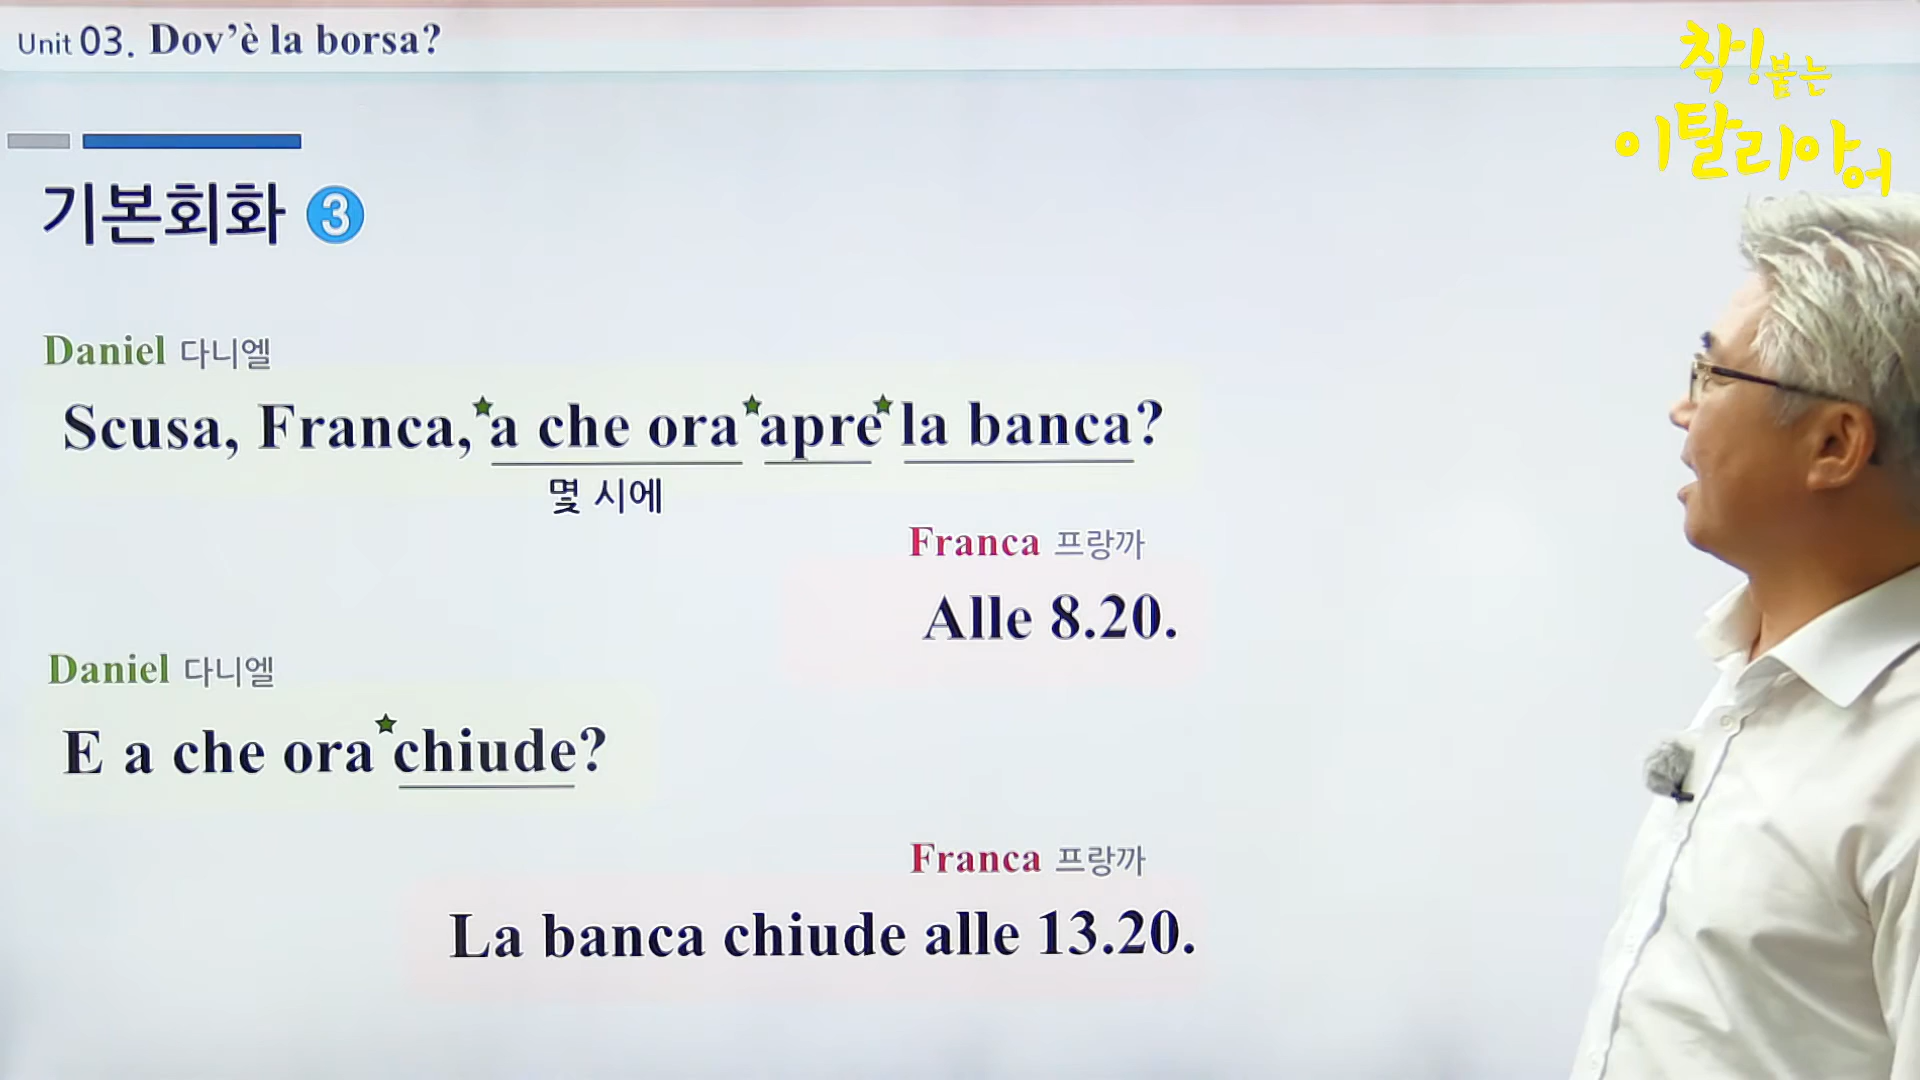 Unit 03. Dov’è la borsa?
착! 붙는
이탈리아어
기본회화 3
Daniel 다니엘
Scusa, Franca, a che ora apre la banca?
몇 시에
Franca 프랑까
Alle 8.20.
Daniel 다니엘
E a che ora chiude?
Franca 프랑까
La banca chiude alle 13.20.